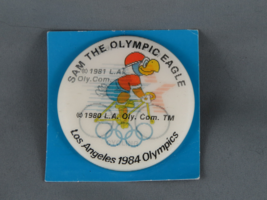 SAM THE OLYMPIC EAGLE
© 1981 L.A.
Oly. Com.
© 1980 L.A. Oly. Com. TM
Los Angeles 1984 Olympics